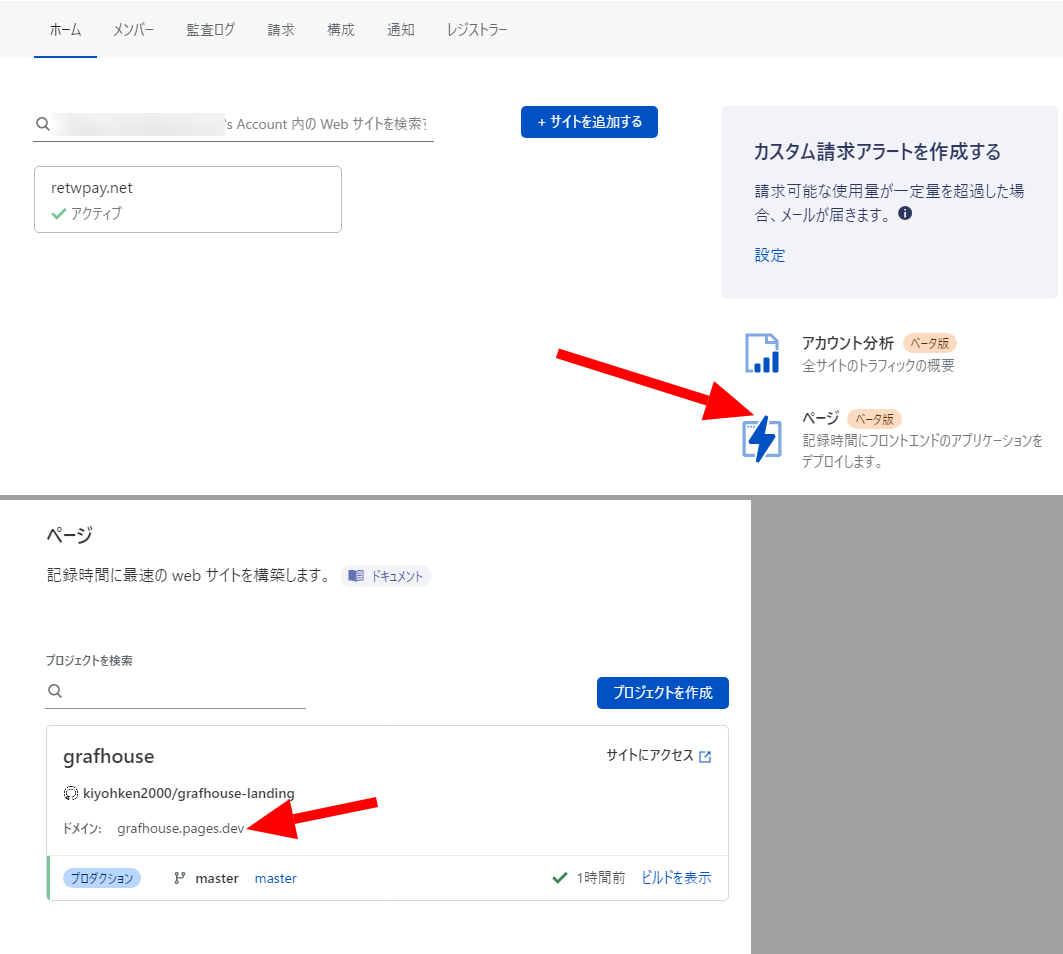 ホーム メンバー 監査ログ 請求 構成 通知 レジストラー
's Account 内の Web サイトを検索す
+ サイトを追加する
retwpay.net
アクティブ
カスタム請求アラートを作成する
請求可能な使用量が一定量を超過した場
合、メールが届きます。
設定
アカウント分析 ベータ版
全サイトのトラフィックの概要
ページ ベータ版
記録時間にフロントエンドのアプリケーションを
デプロイします。
ページ
記録時間に最速の web サイトを構築します。 ドキュメント
プロジェクトを検索
プロジェクトを作成
grafhouse サイトにアクセス
kiyohken2000/grafhouse-landing
ドメイン: grafhouse.pages.dev
プロダクション master master 1時間前 ビルドを表示